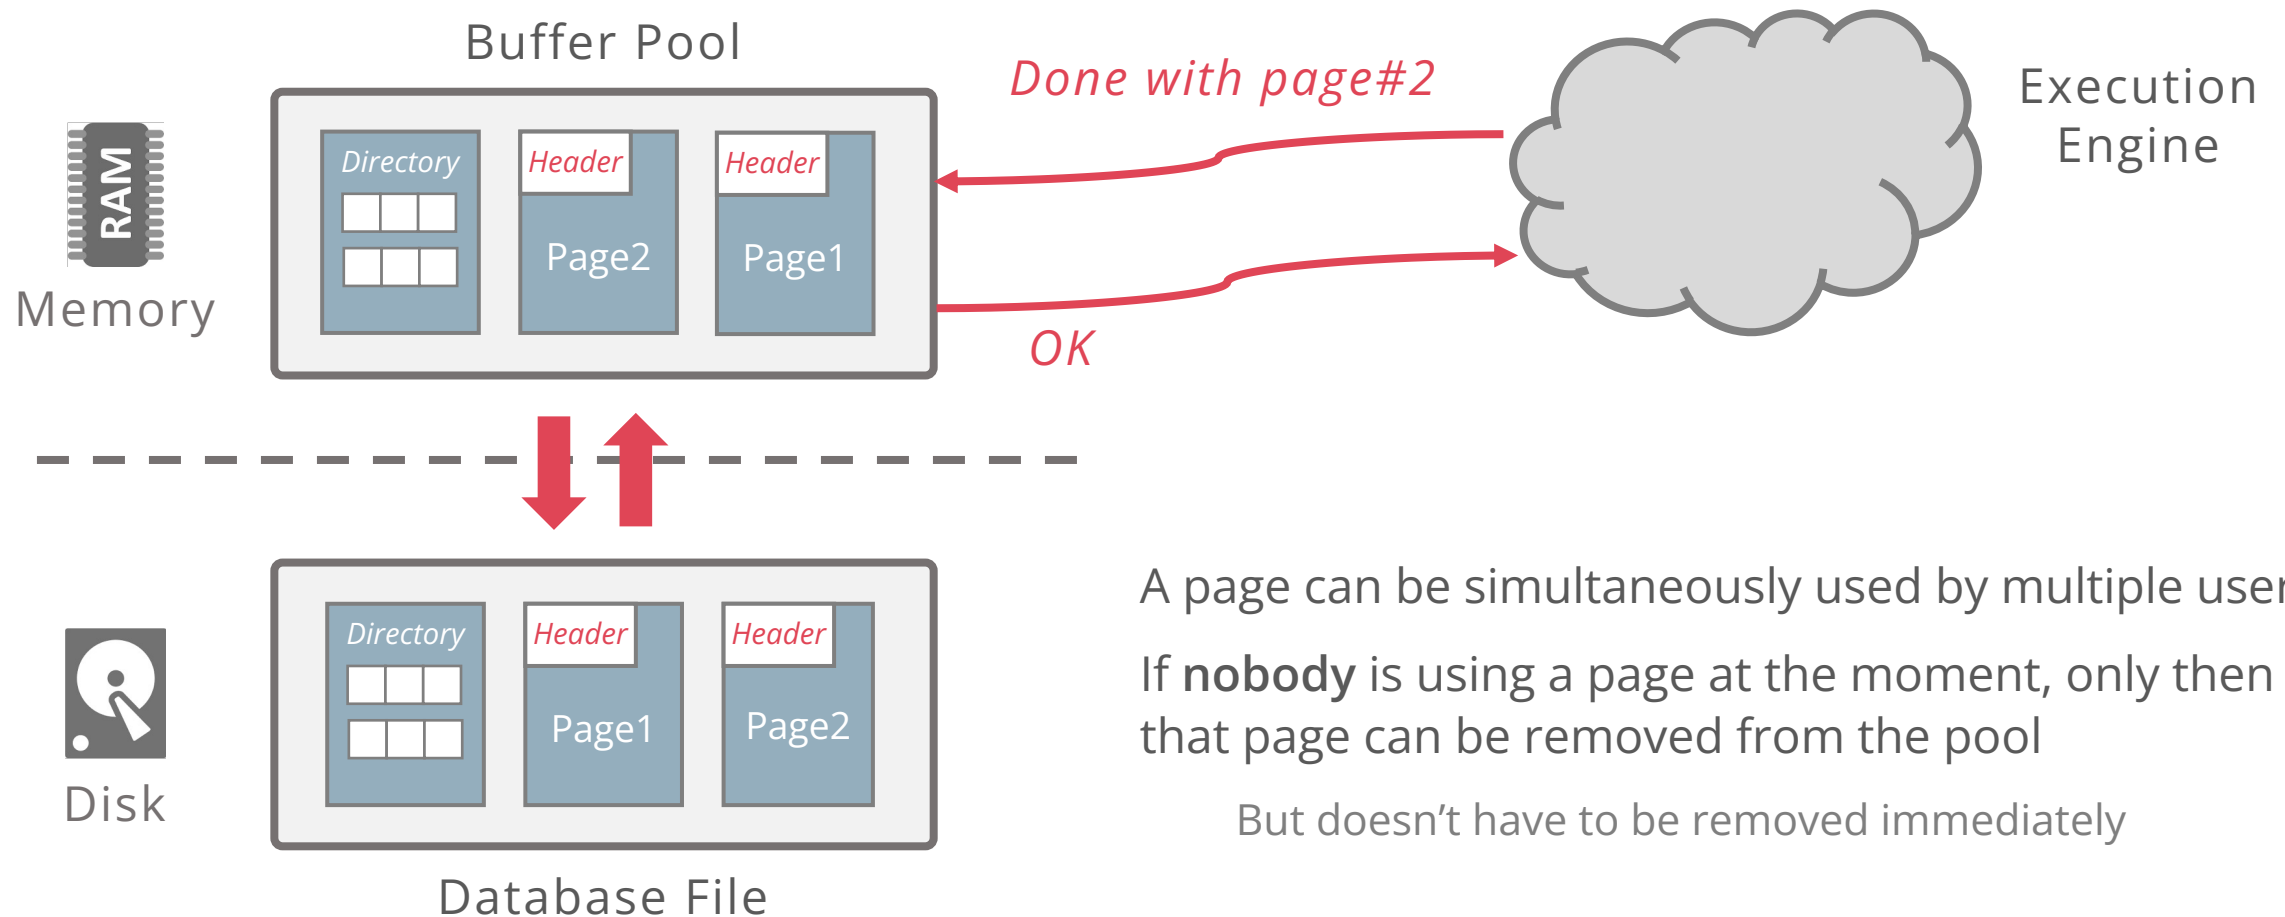 Buffer Pool
Done with page#2
Execution
Engine
RAM
Directory
Header
Header
Page2
Page1
Memory
OK
Directory
Header
Header
Page1
Page2
Disk
Database File
A page can be simultaneously used by multiple user
If nobody is using a page at the moment, only then
that page can be removed from the pool
But doesn’t have to be removed immediately